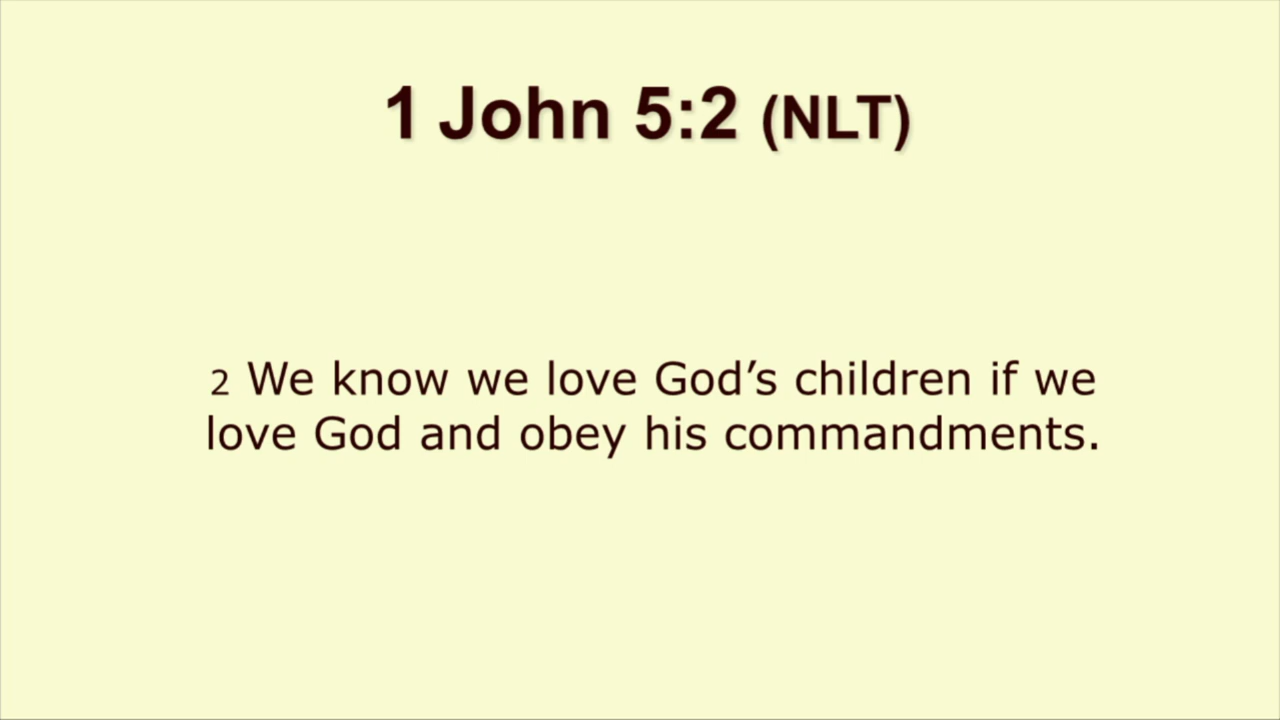 1 John 5:2 (NLT)
2 We know we love God’s children if we
love God and obey his commandments.